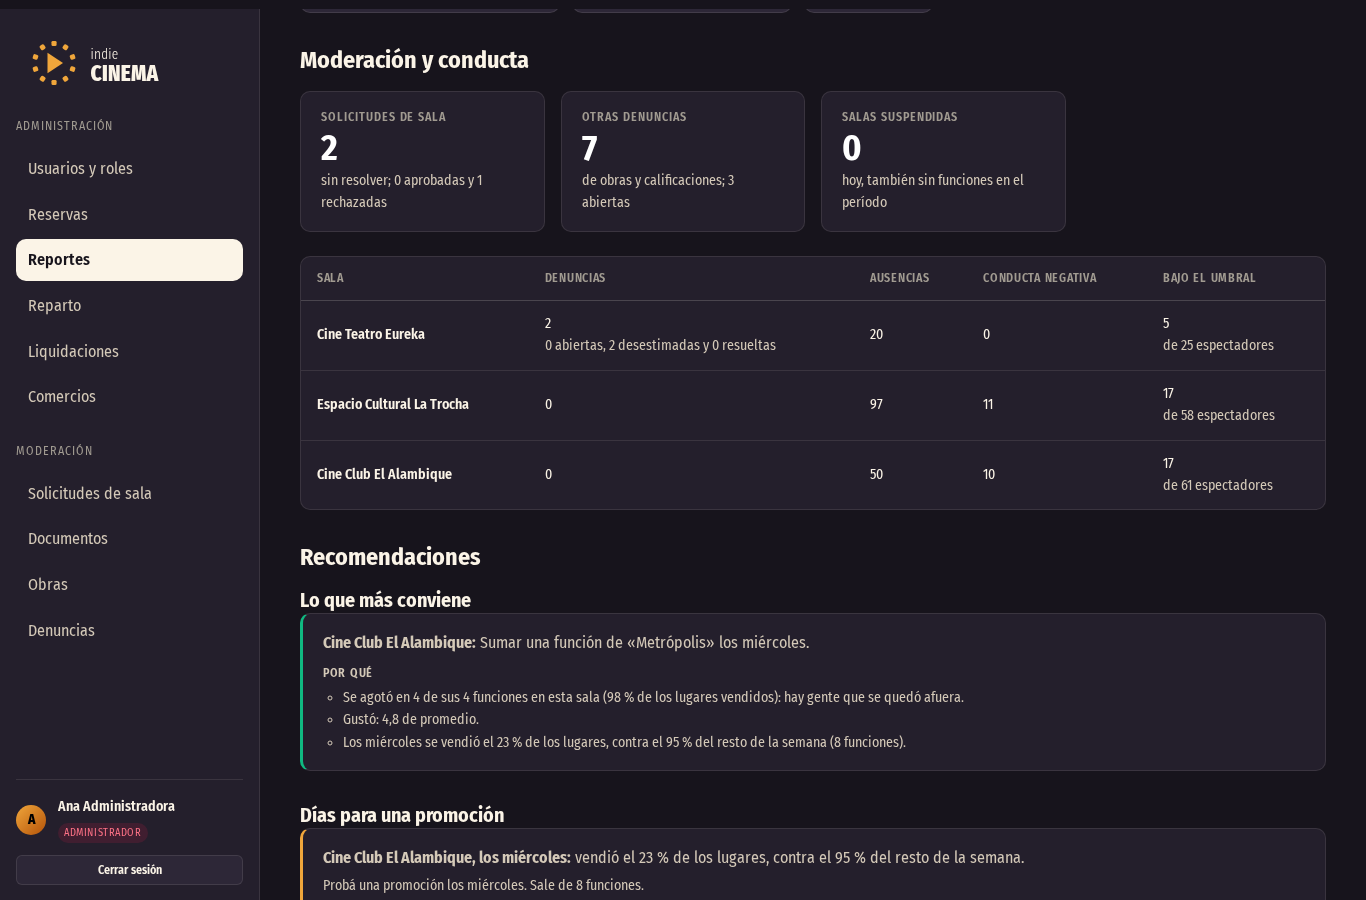 indie
CINEMA
ADMINISTRACIÓN
Usuarios y roles
Reservas
Reportes
Reparto
Liquidaciones
Comercios
MODERACIÓN
Solicitudes de sala
Documentos
Obras
Denuncias
A
Ana Administradora
ADMINISTRADOR
Cerrar sesión
Moderación y conducta
SOLICITUDES DE SALA
2
sin resolver; 0 aprobadas y 1
rechazadas
OTRAS DENUNCIAS
7
de obras y calificaciones; 3
abiertas
SALAS SUSPENDIDAS
0
hoy, también sin funciones en el
período
SALA DENUNCIAS AUSENCIAS CONDUCTA NEGATIVA BAJO EL UMBRAL
Cine Teatro Eureka
2
0 abiertas, 2 desestimadas y 0 resueltas
20
0
5
de 25 espectadores
Espacio Cultural La Trocha
0
97
11
17
de 58 espectadores
Cine Club El Alambique
0
50
10
17
de 61 espectadores
Recomendaciones
Lo que más conviene
Cine Club El Alambique: Sumar una función de «Metrópolis» los miércoles.
POR QUÉ
Se agotó en 4 de sus 4 funciones en esta sala (98 % de los lugares vendidos): hay gente que se quedó afuera.
Gustó: 4,8 de promedio.
Los miércoles se vendió el 23 % de los lugares, contra el 95 % del resto de la semana (8 funciones).
Días para una promoción
Cine Club El Alambique, los miércoles: vendió el 23 % de los lugares, contra el 95 % del resto de la semana.
Probá una promoción los miércoles. Sale de 8 funciones.